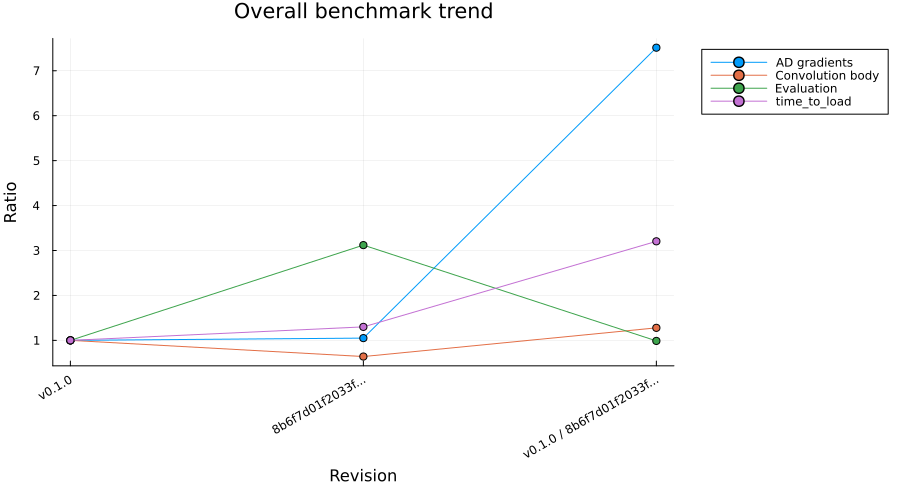 Overall benchmark trend
AD gradients
Convolution body
Evaluation
time_to_load
7
6
5
4
3
2
1
Ratio
v0.1.0
8b6f7d01f2033f...
v0.1.0 / 8b6f7d01f2033f...
Revision